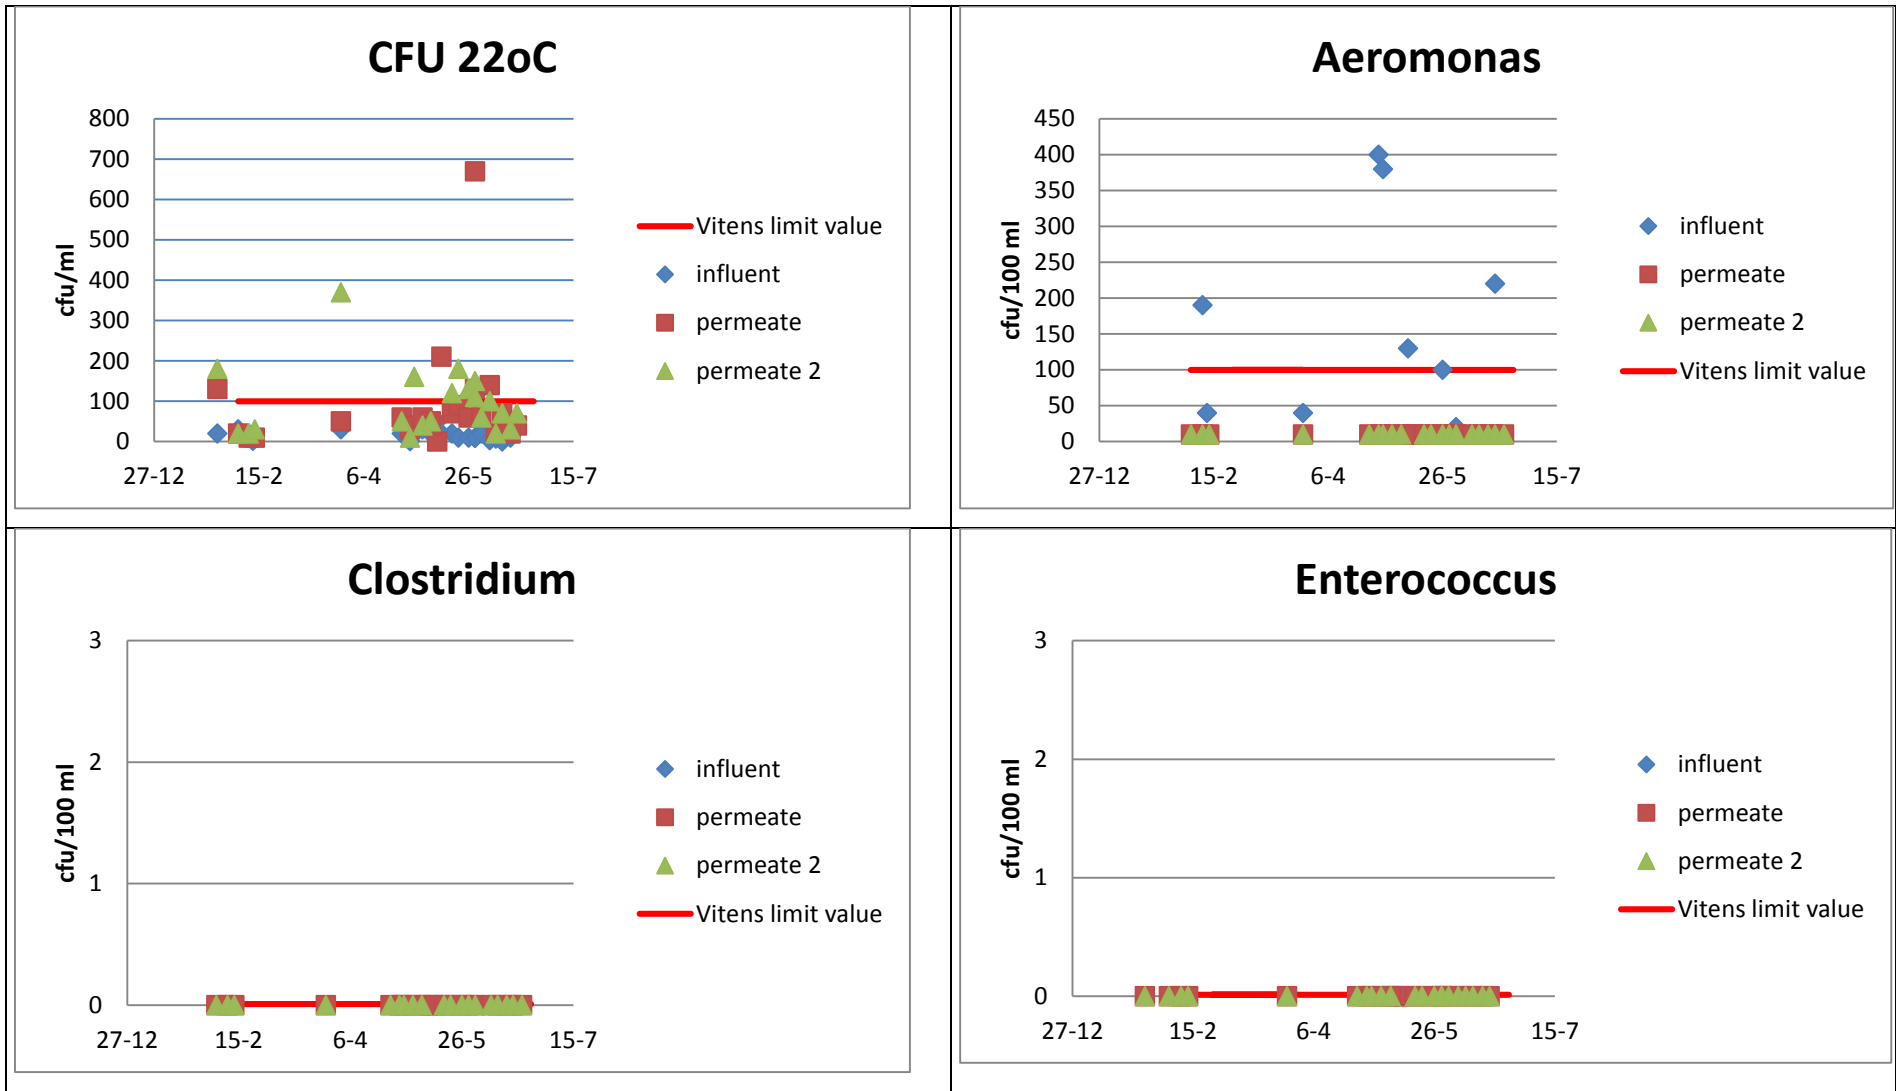 CFU 22oC
800
700
600
500
400
300
200
100
0
cfu/ml
27-12 15-2 6-4 26-5 15-7
Vitens limit value
influent
permeate
permeate 2
Aeromonas
450
400
350
300
250
200
150
100
50
0
cfu/100 ml
27-12 15-2 6-4 26-5 15-7
influent
permeate
permeate 2
Vitens limit value
Clostridium
3
2
1
0
cfu/100 ml
27-12 15-2 6-4 26-5 15-7
influent
permeate
permeate 2
Vitens limit value
Enterococcus
3
2
1
0
cfu/100 ml
27-12 15-2 6-4 26-5 15-7
influent
permeate
permeate 2
Vitens limit value